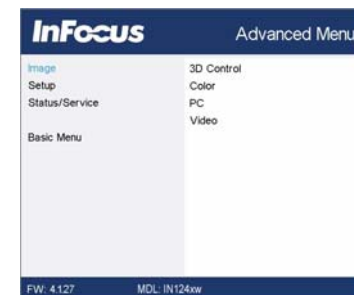 InFocus
Advanced Menu
Image
Setup
Status/Service
Basic Menu
3D Control
Color
PC
Video
FW: 4.127
MDL: IN124xw